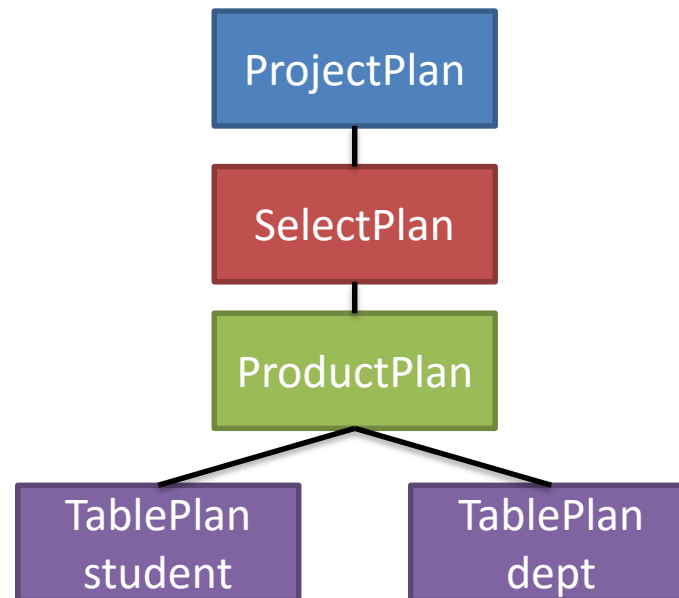 ProjectPlan
SelectPlan
ProductPlan
TablePlan
student
TablePlan
dept